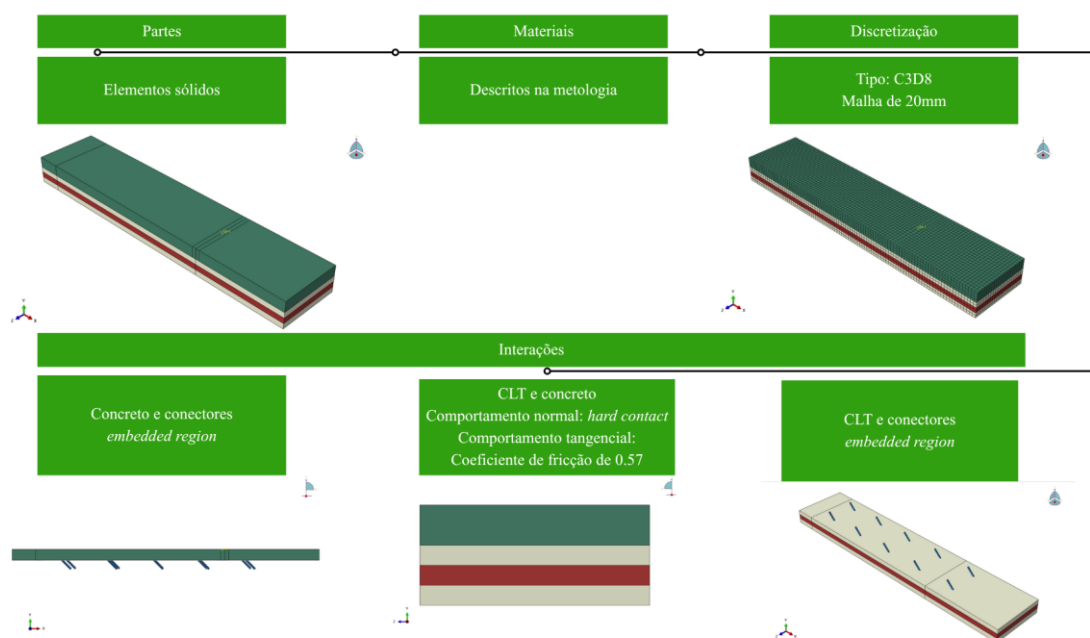 Partes
Materiais
Discretização
Elementos sólidos
Descritos na metologia
Tipo: C3D8
Malha de 20mm
Interações
Concreto e conectores
embedded region
CLT e concreto
Comportamento normal: hard contact
Comportamento tangencial:
Coeficiente de fricção de 0.57
CLT e conectores
embedded region